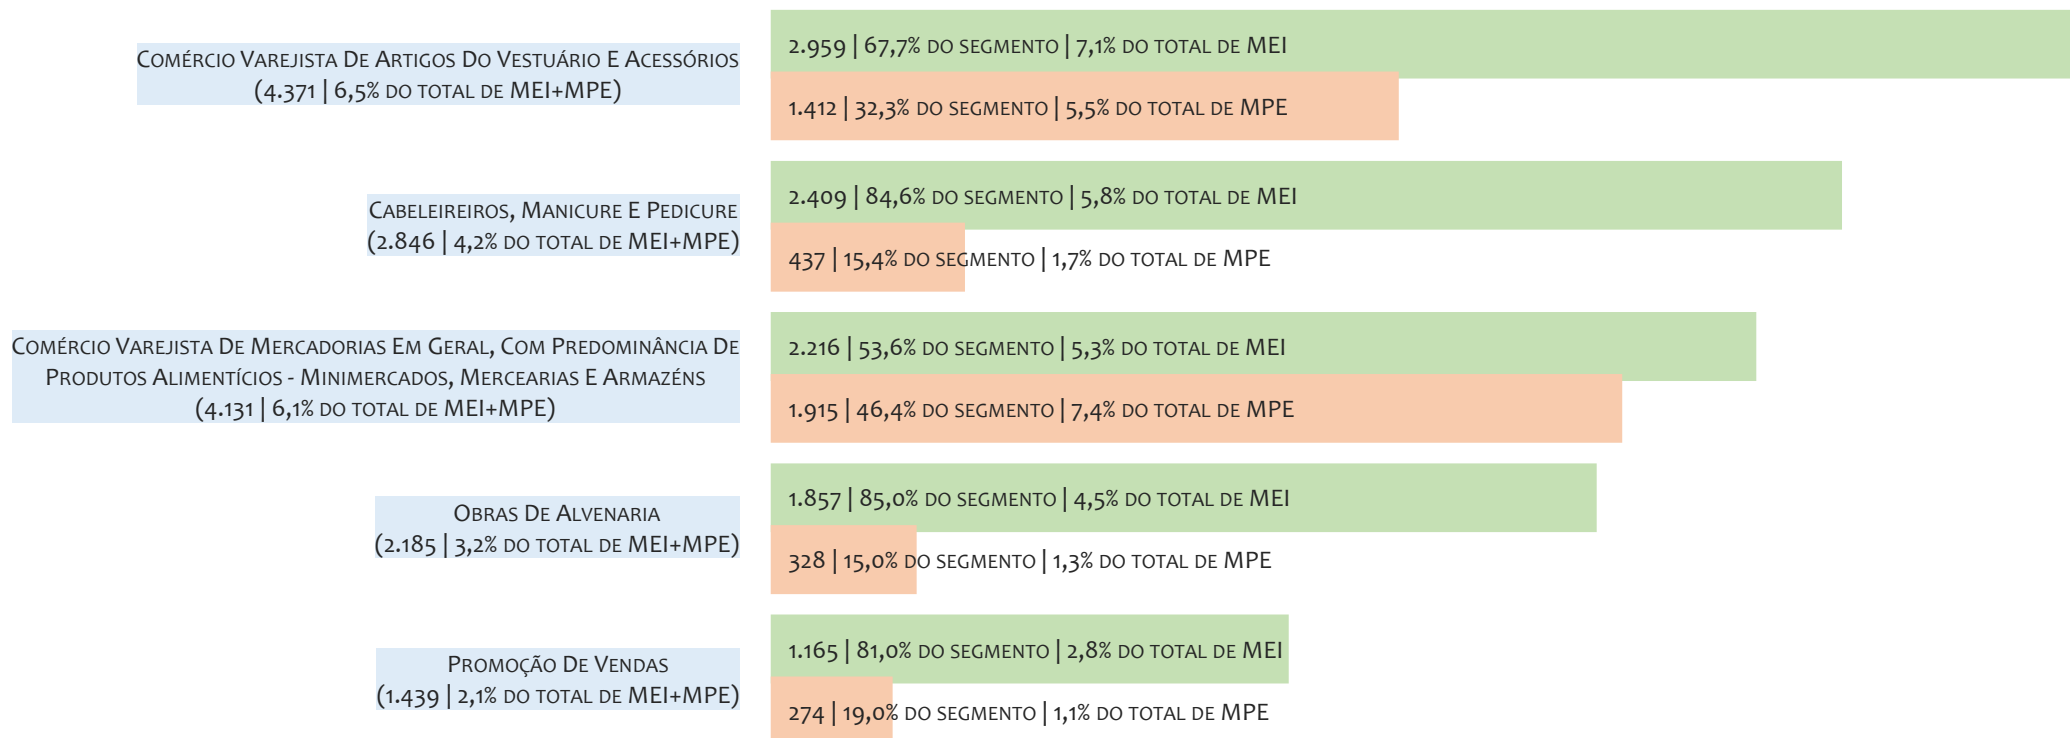 Comércio Varejista De Artigos Do Vestuário E Acessórios
(4.371 | 6,5% do total de MEI+MPE)
2.959 | 67,7% do segmento | 7,1% do total de MEI
1.412 | 32,3% do segmento | 5,5% do total de MPE
Cabeleireiros, Manicure E Pedicure
(2.846 | 4,2% do total de MEI+MPE)
2.409 | 84,6% do segmento | 5,8% do total de MEI
437 | 15,4% do segmento | 1,7% do total de MPE
Comércio Varejista De Mercadorias Em Geral, Com Predominância De
Produtos Alimentícios - Minimercados, Mercearias E Armazéns
(4.131 | 6,1% do total de MEI+MPE)
2.216 | 53,6% do segmento | 5,3% do total de MEI
1.915 | 46,4% do segmento | 7,4% do total de MPE
Obras De Alvenaria
(2.185 | 3,2% do total de MEI+MPE)
1.857 | 85,0% do segmento | 4,5% do total de MEI
328 | 15,0% do segmento | 1,3% do total de MPE
Promoção De Vendas
(1.439 | 2,1% do total de MEI+MPE)
1.165 | 81,0% do segmento | 2,8% do total de MEI
274 | 19,0% do segmento | 1,1% do total de MPE